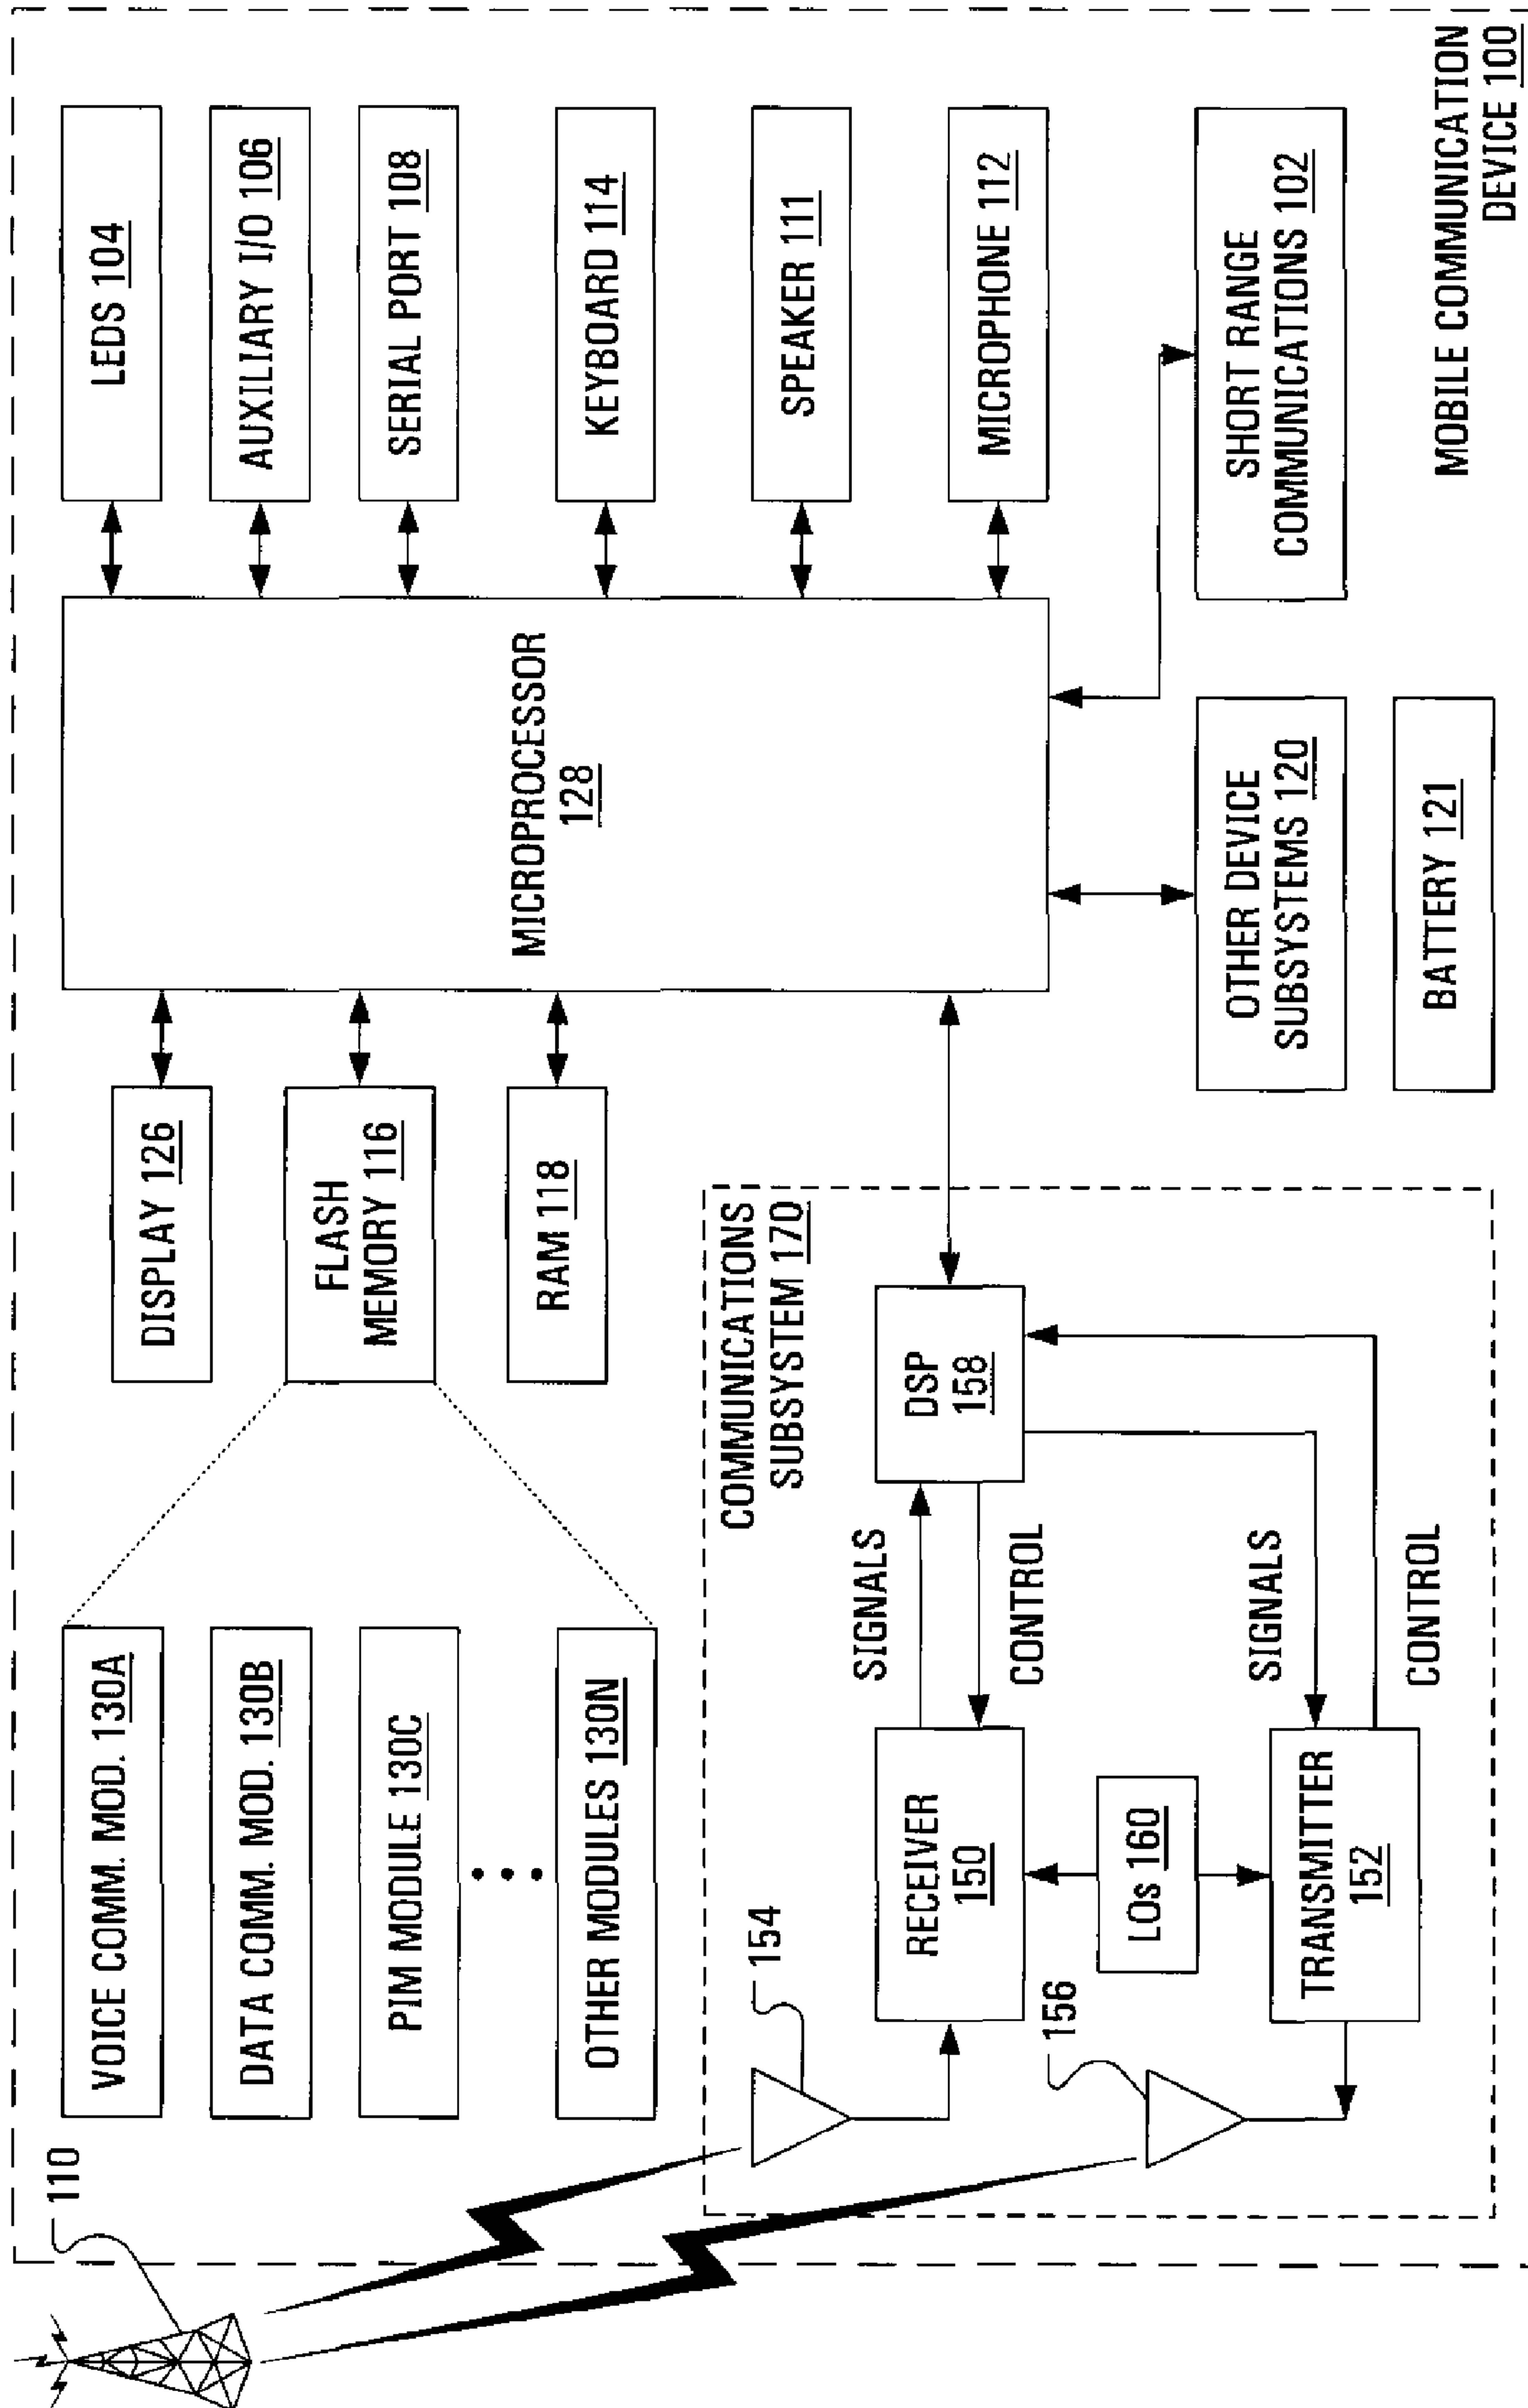 110
VOICE COMM. MOD. 130A
DATA COMM. MOD. 130B
PIM MODULE 130C
OTHER MODULES 130N
DISPLAY 126
FLASH
MEMORY 116
RAM 118
MICROPROCESSOR
128
LEDS 104
AUXILIARY I/O 106
SERIAL PORT 108
KEYBOARD 114
SPEAKER 111
MICROPHONE 112
COMMUNICATIONS
SUBSYSTEM 170
154
RECEIVER
150
SIGNALS
CONTROL
DSP
158
156
LOs 160
TRANSMITTER
152
SIGNALS
CONTROL
OTHER DEVICE
SUBSYSTEMS 120
BATTERY 121
SHORT RANGE
COMMUNICATIONS 102
MOBILE COMMUNICATION
DEVICE 100